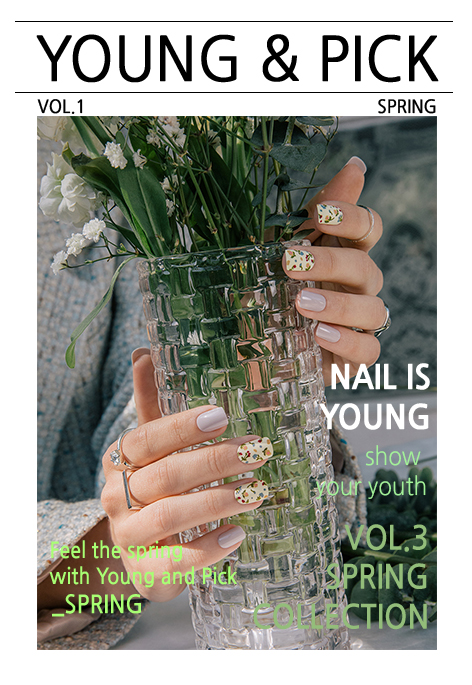 YOUNG & PICK
VOL.1
SPRING
NAIL IS
YOUNG
show
your youth
VOL.3
SPRING
COLLECTION
Feel the spring
with Young and Pick
_SPRING